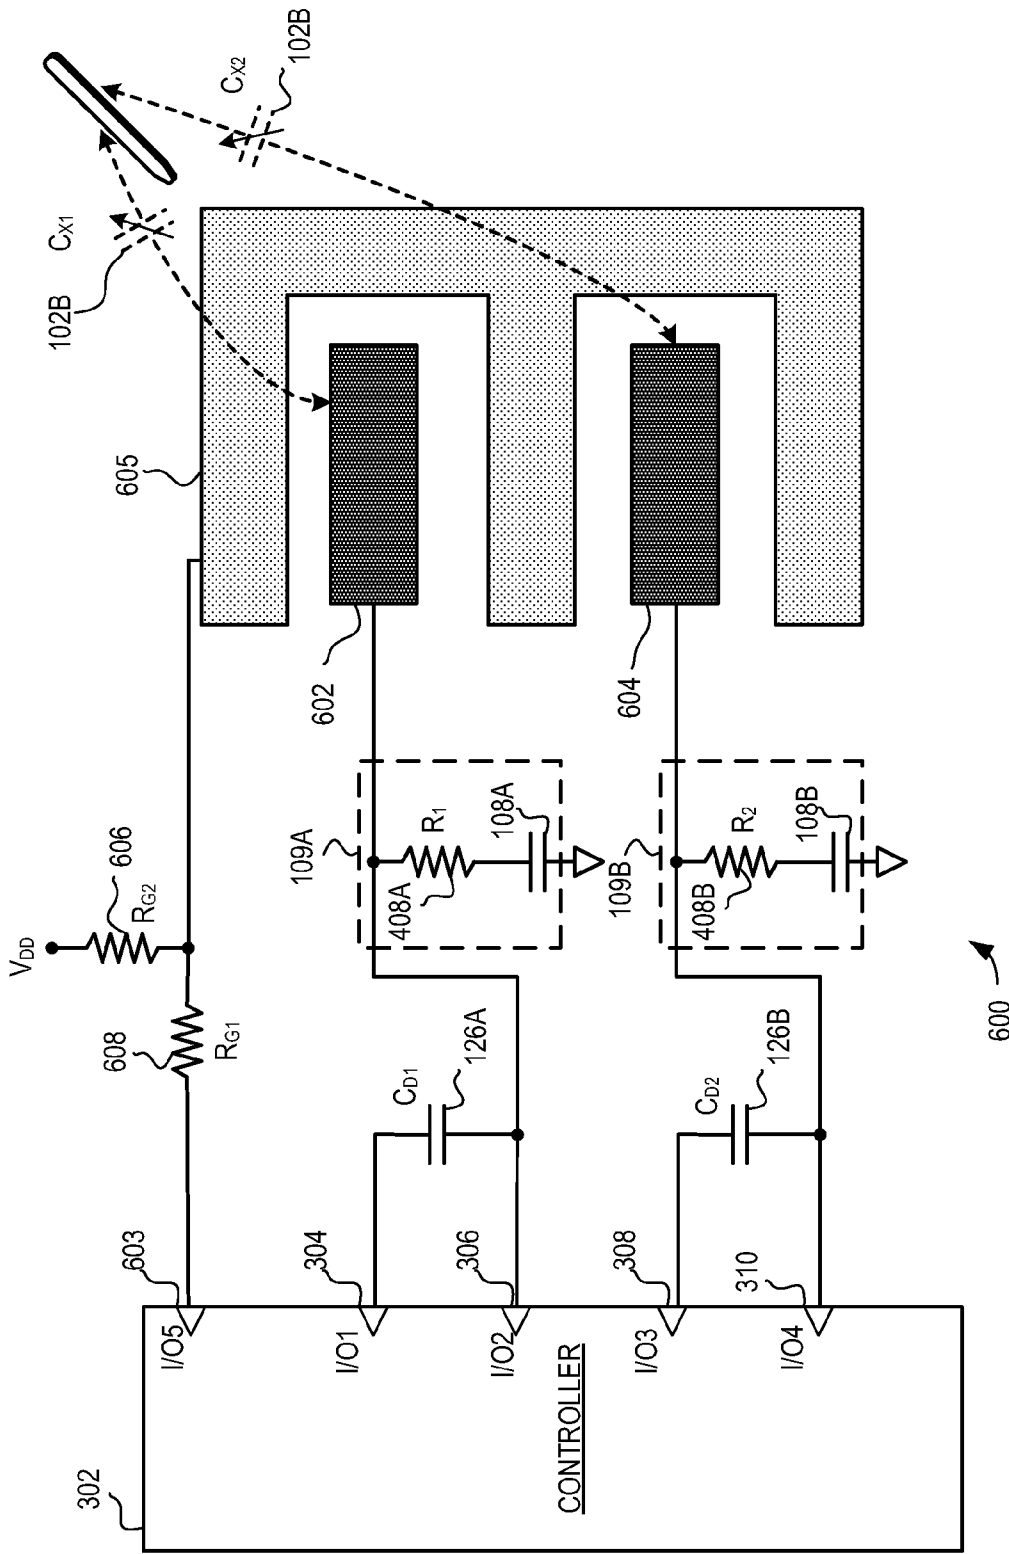 302
CONTROLLER
I/O5
I/O1
I/O2
I/O3
I/O4
603
304
306
308
310
608
RG1
VDD
606
RG2
CD1
126A
CD2
126B
109A
R1
408A
108A
109B
R2
408B
108B
602
604
605
102B
CX1
CX2
102B
600